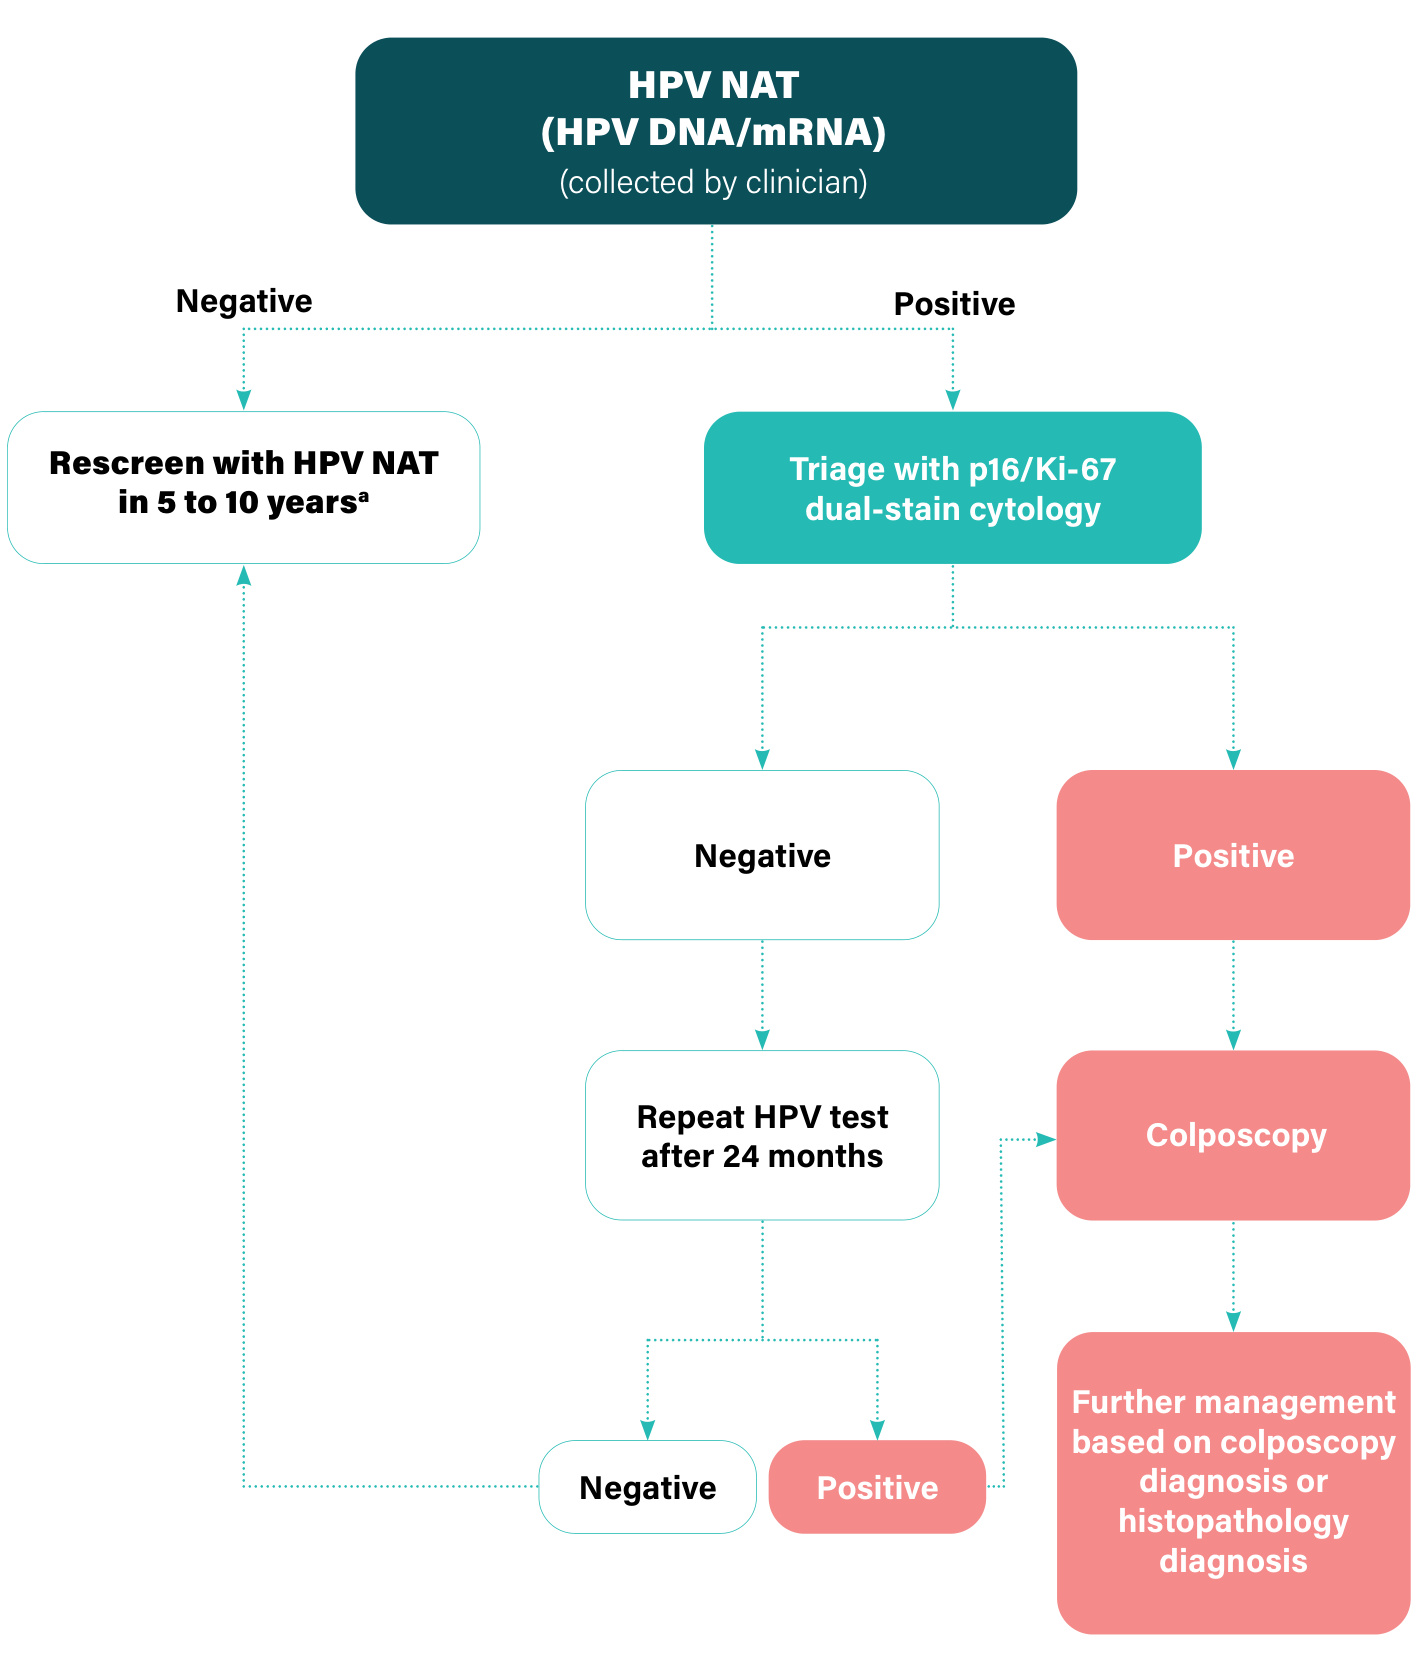 HPV NAT
(HPV DNA/mRNA)
(collected by clinician)
Negative
Positive
Rescreen with HPV NAT
in 5 to 10 yearsᵃ
Triage with p16/Ki-67
dual-stain cytology
Negative
Positive
Repeat HPV test
after 24 months
Colposcopy
Negative
Positive
Further management
based on colposcopy
diagnosis or
histopathology
diagnosis